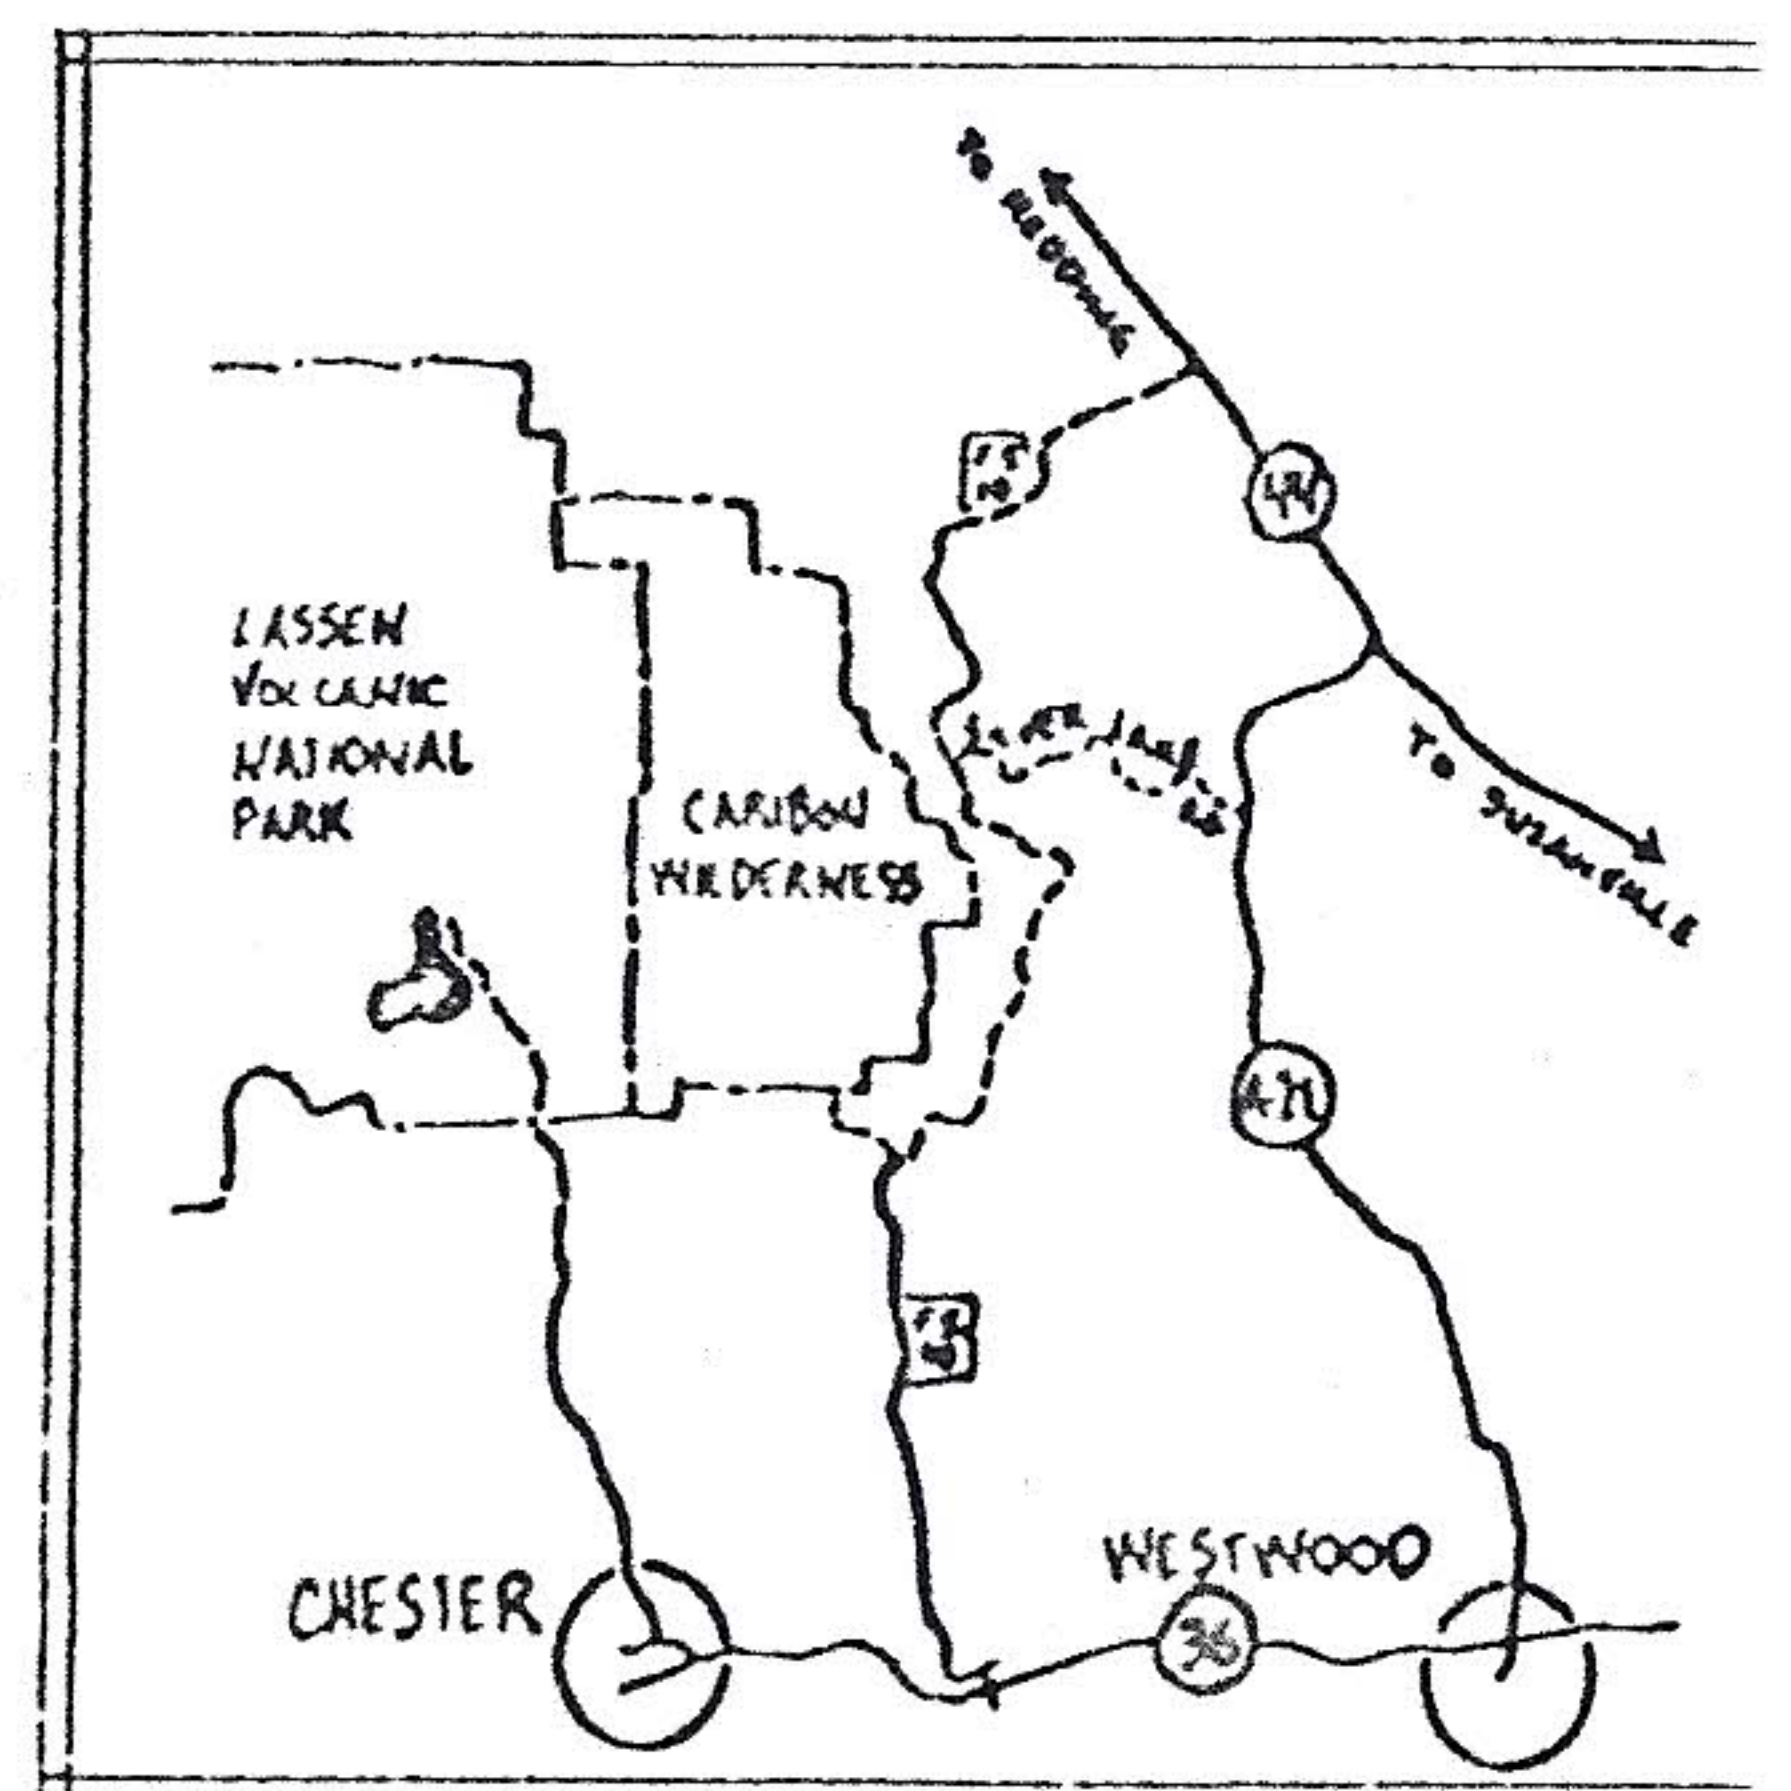 TO REDDING
44
LASSEN
VOLCANIC
NATIONAL
PARK
TO SUSANVILLE
CARIBOU
WILDERNESS
A21
WESTWOOD
CHESTER
36